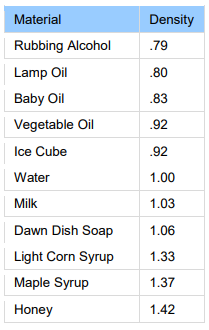 Material Density
Rubbing Alcohol .79
Lamp Oil .80
Baby Oil .83
Vegetable Oil .92
Ice Cube .92
Water 1.00
Milk 1.03
Dawn Dish Soap 1.06
Light Corn Syrup 1.33
Maple Syrup 1.37
Honey 1.42